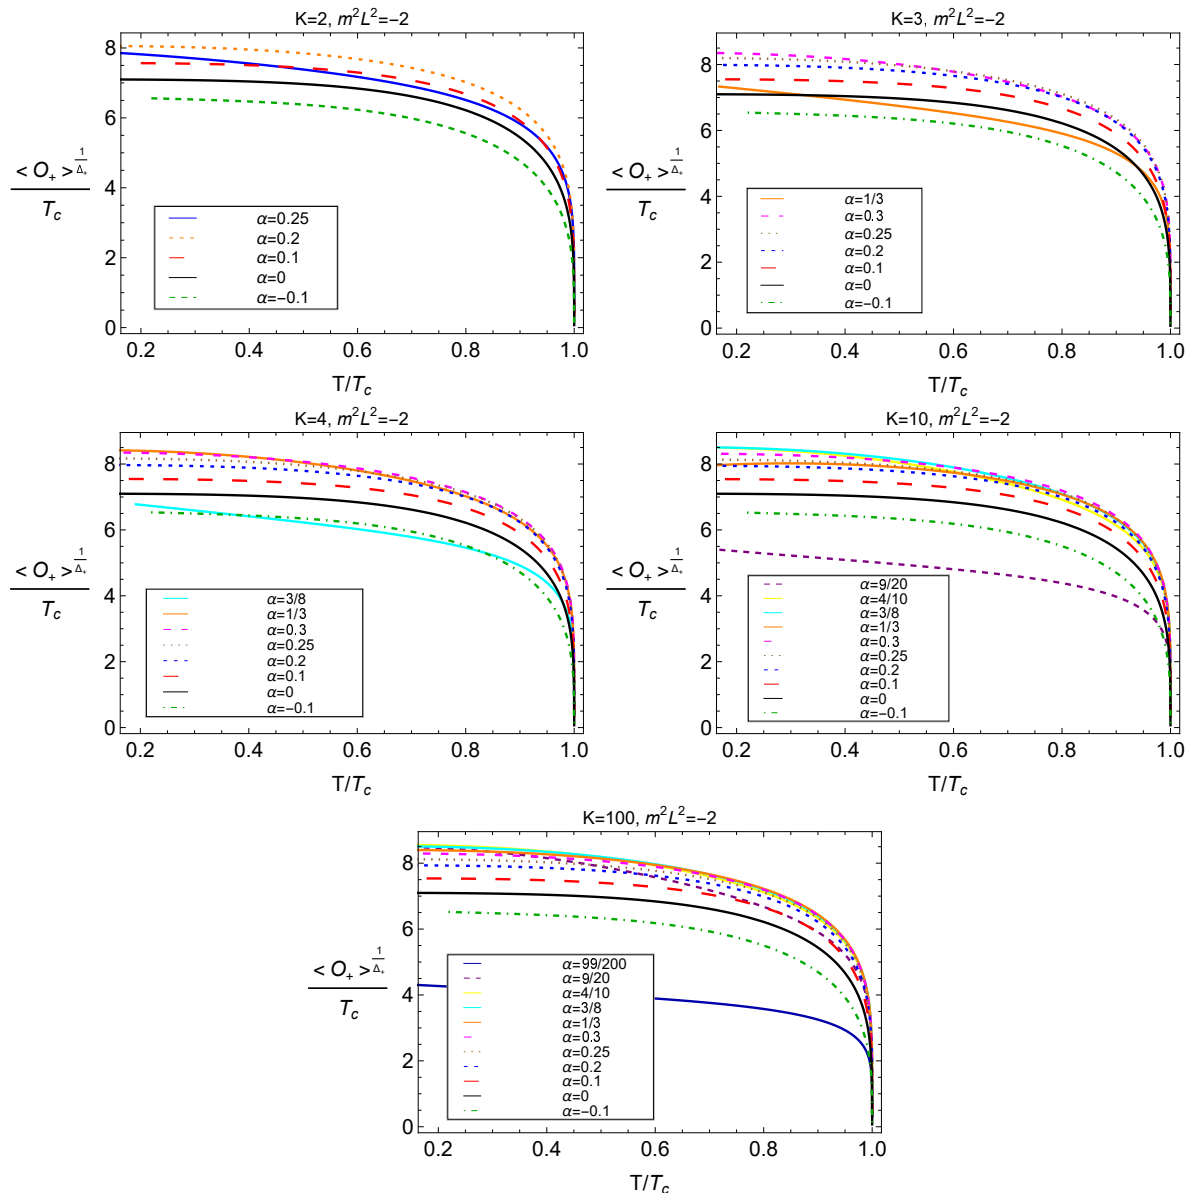 K=2, m²L²=−2
8
6
4
2
0
<O₊>^(1/Δ₊)
T_c
α=0.25
α=0.2
α=0.1
α=0
α=−0.1
0.2 0.4 0.6 0.8 1.0
T/T_c
K=3, m²L²=−2
8
6
4
2
0
<O₊>^(1/Δ₊)
T_c
α=1/3
α=0.3
α=0.25
α=0.2
α=0.1
α=0
α=−0.1
0.2 0.4 0.6 0.8 1.0
T/T_c
K=4, m²L²=−2
8
6
4
2
0
<O₊>^(1/Δ₊)
T_c
α=3/8
α=1/3
α=0.3
α=0.25
α=0.2
α=0.1
α=0
α=−0.1
0.2 0.4 0.6 0.8 1.0
T/T_c
K=10, m²L²=−2
8
6
4
2
0
<O₊>^(1/Δ₊)
T_c
α=9/20
α=4/10
α=3/8
α=1/3
α=0.3
α=0.25
α=0.2
α=0.1
α=0
α=−0.1
0.2 0.4 0.6 0.8 1.0
T/T_c
K=100, m²L²=−2
8
6
4
2
0
<O₊>^(1/Δ₊)
T_c
α=99/200
α=9/20
α=4/10
α=3/8
α=1/3
α=0.3
α=0.25
α=0.2
α=0.1
α=0
α=−0.1
0.2 0.4 0.6 0.8 1.0
T/T_c